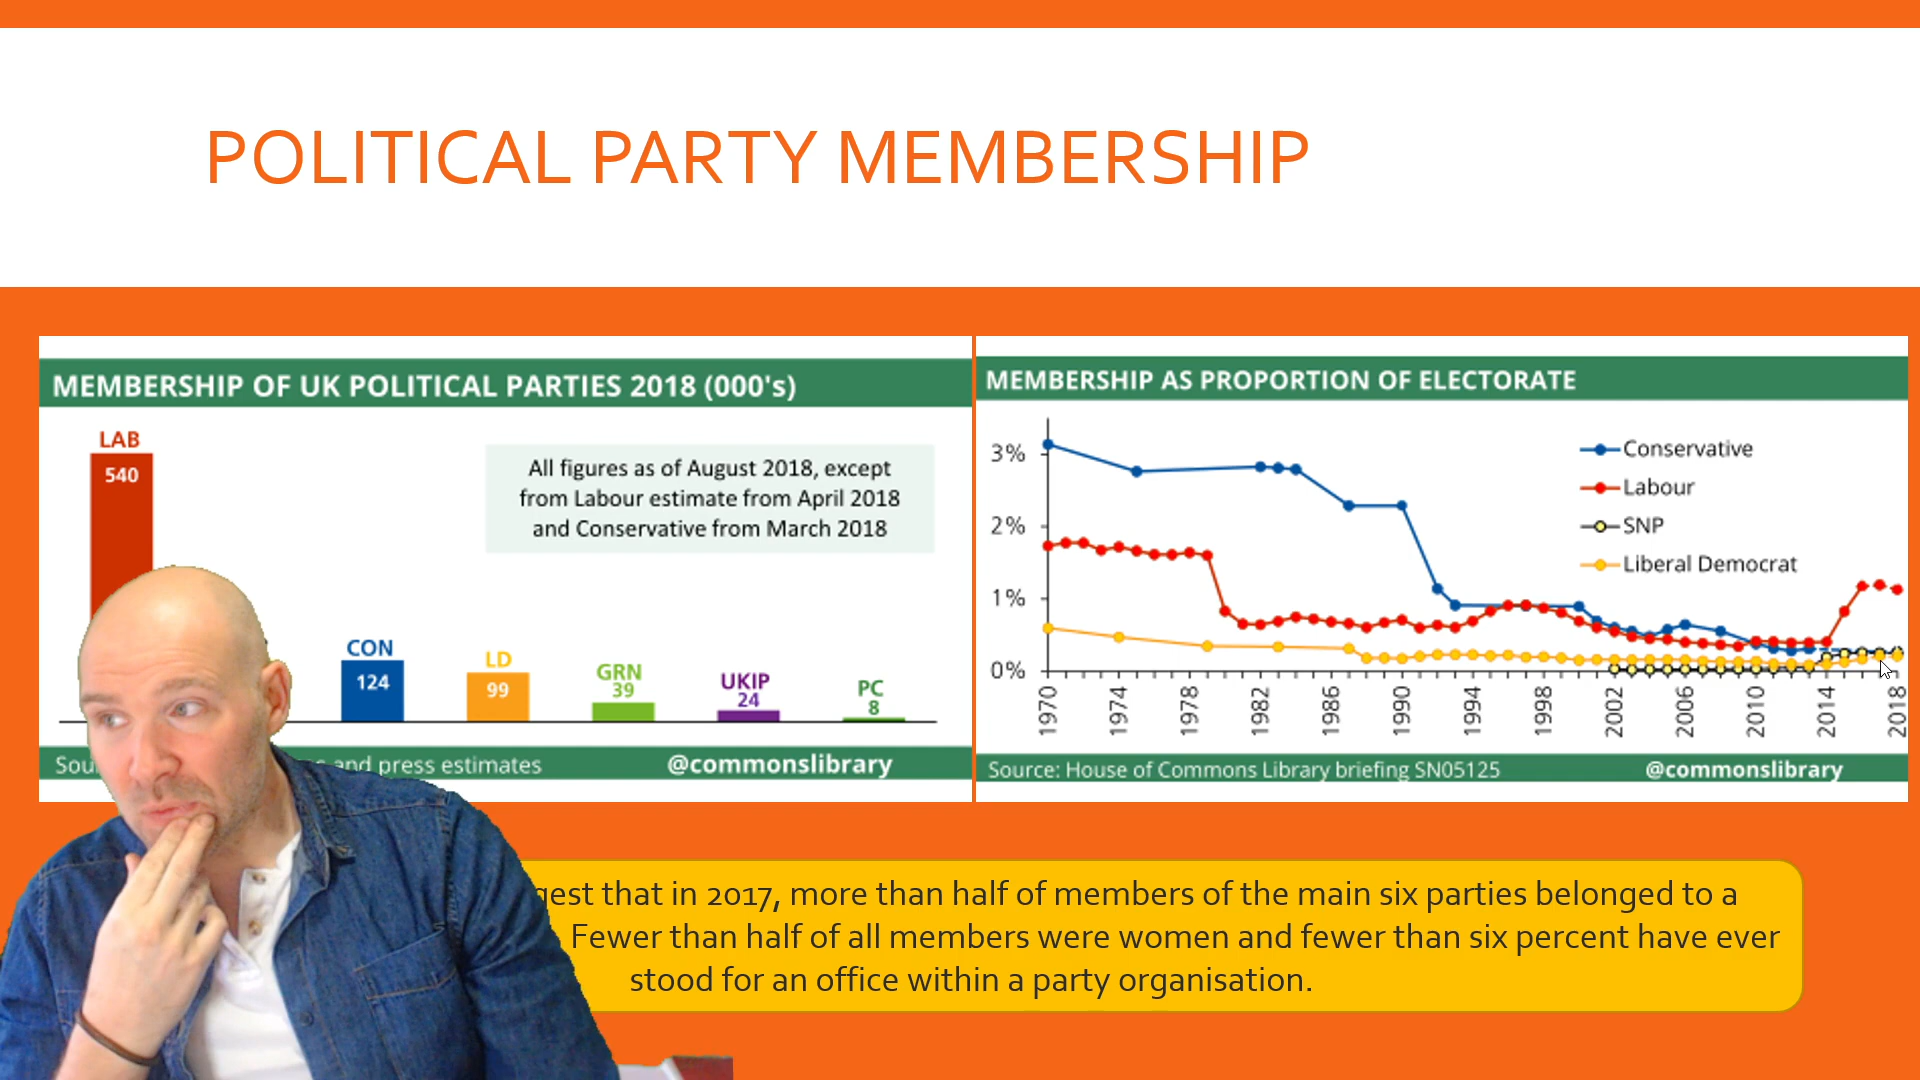 POLITICAL PARTY MEMBERSHIP
MEMBERSHIP OF UK POLITICAL PARTIES 2018 (000's)
LAB
540
All figures as of August 2018, except
from Labour estimate from April 2018
and Conservative from March 2018
CON
124
LD
99
GRN
39
UKIP
24
PC
8
and press estimates
@commonslibrary
MEMBERSHIP AS PROPORTION OF ELECTORATE
3%
2%
1%
0%
Conservative
Labour
SNP
Liberal Democrat
1970
1974
1978
1982
1986
1990
1994
1998
2002
2006
2010
2014
2018
Source: House of Commons Library briefing SN05125
@commonslibrary
that in 2017, more than half of members of the main six parties belonged to a
Fewer than half of all members were women and fewer than six percent have ever
stood for an office within a party organisation.